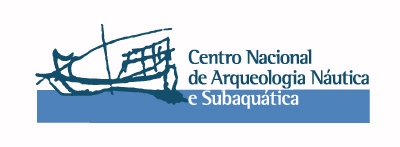 Centro Nacional
de Arqueologia Náutica
e Subaquática